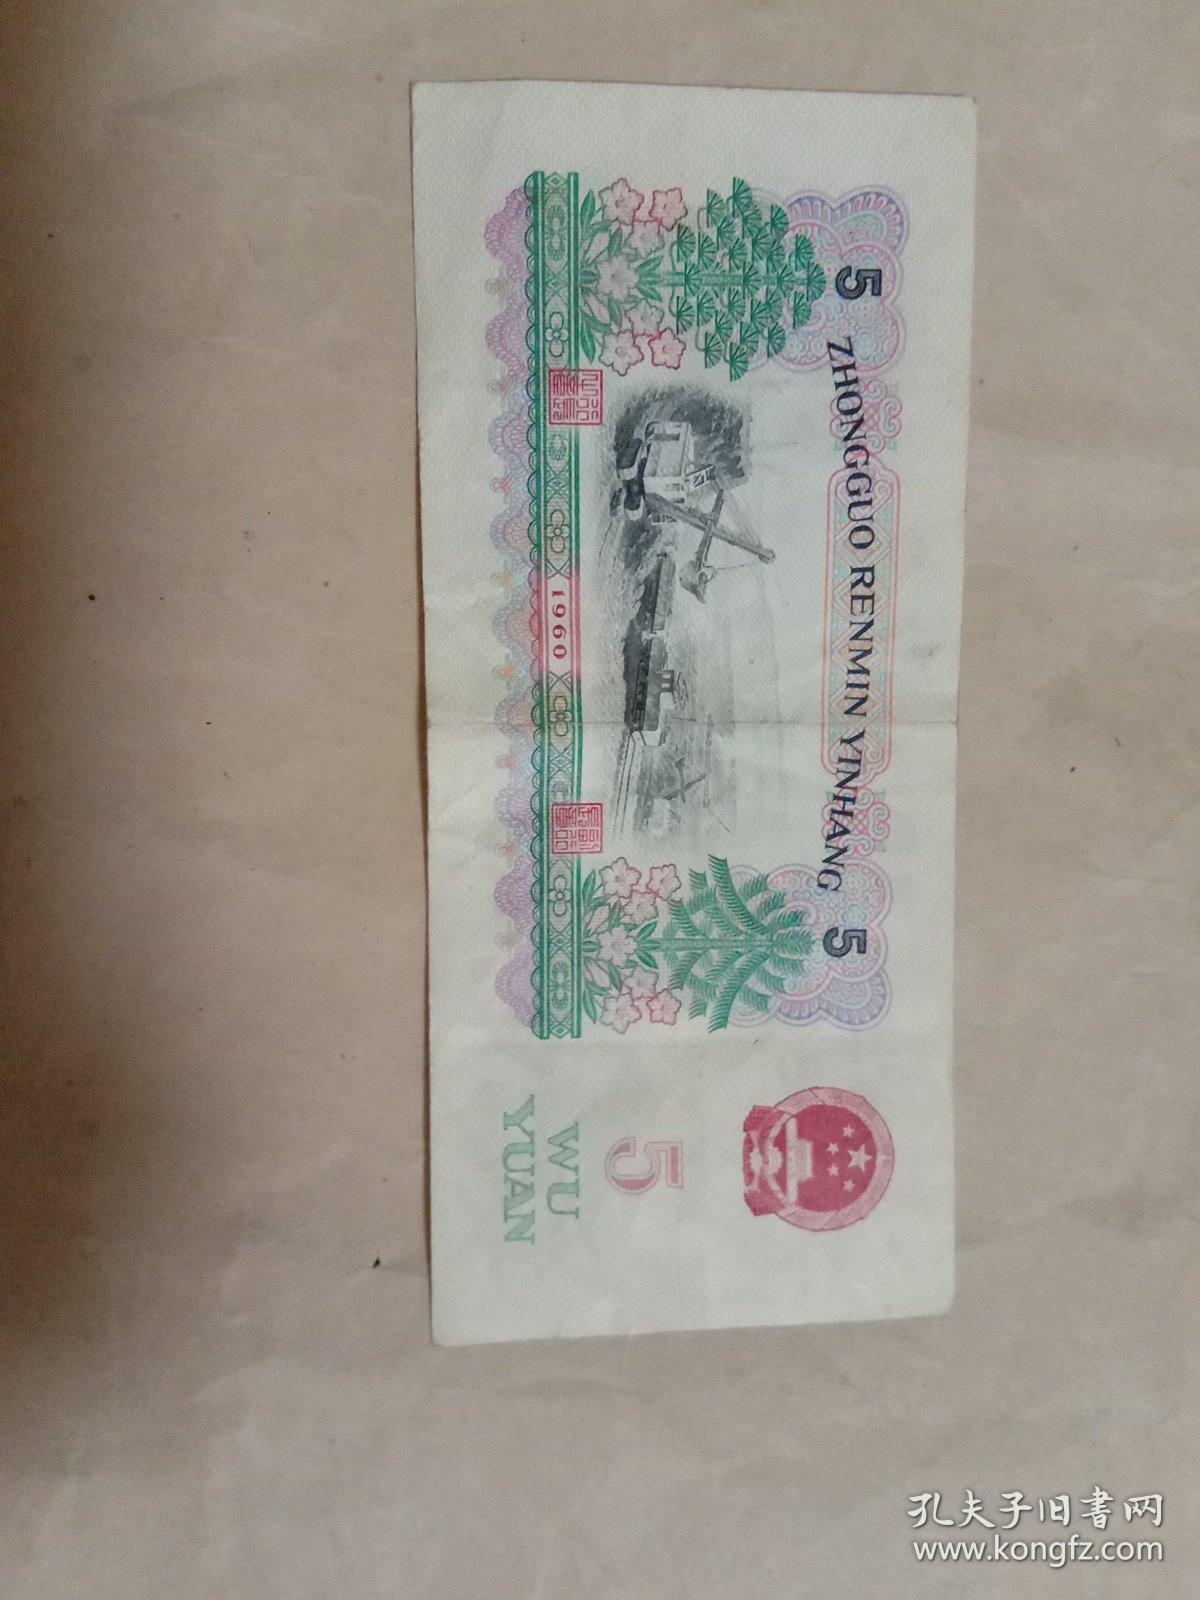 5 ZHONGGUO RENMIN YINHANG 5
1960
5
WU
YUAN
孔夫子旧书网
www.kongfz.com